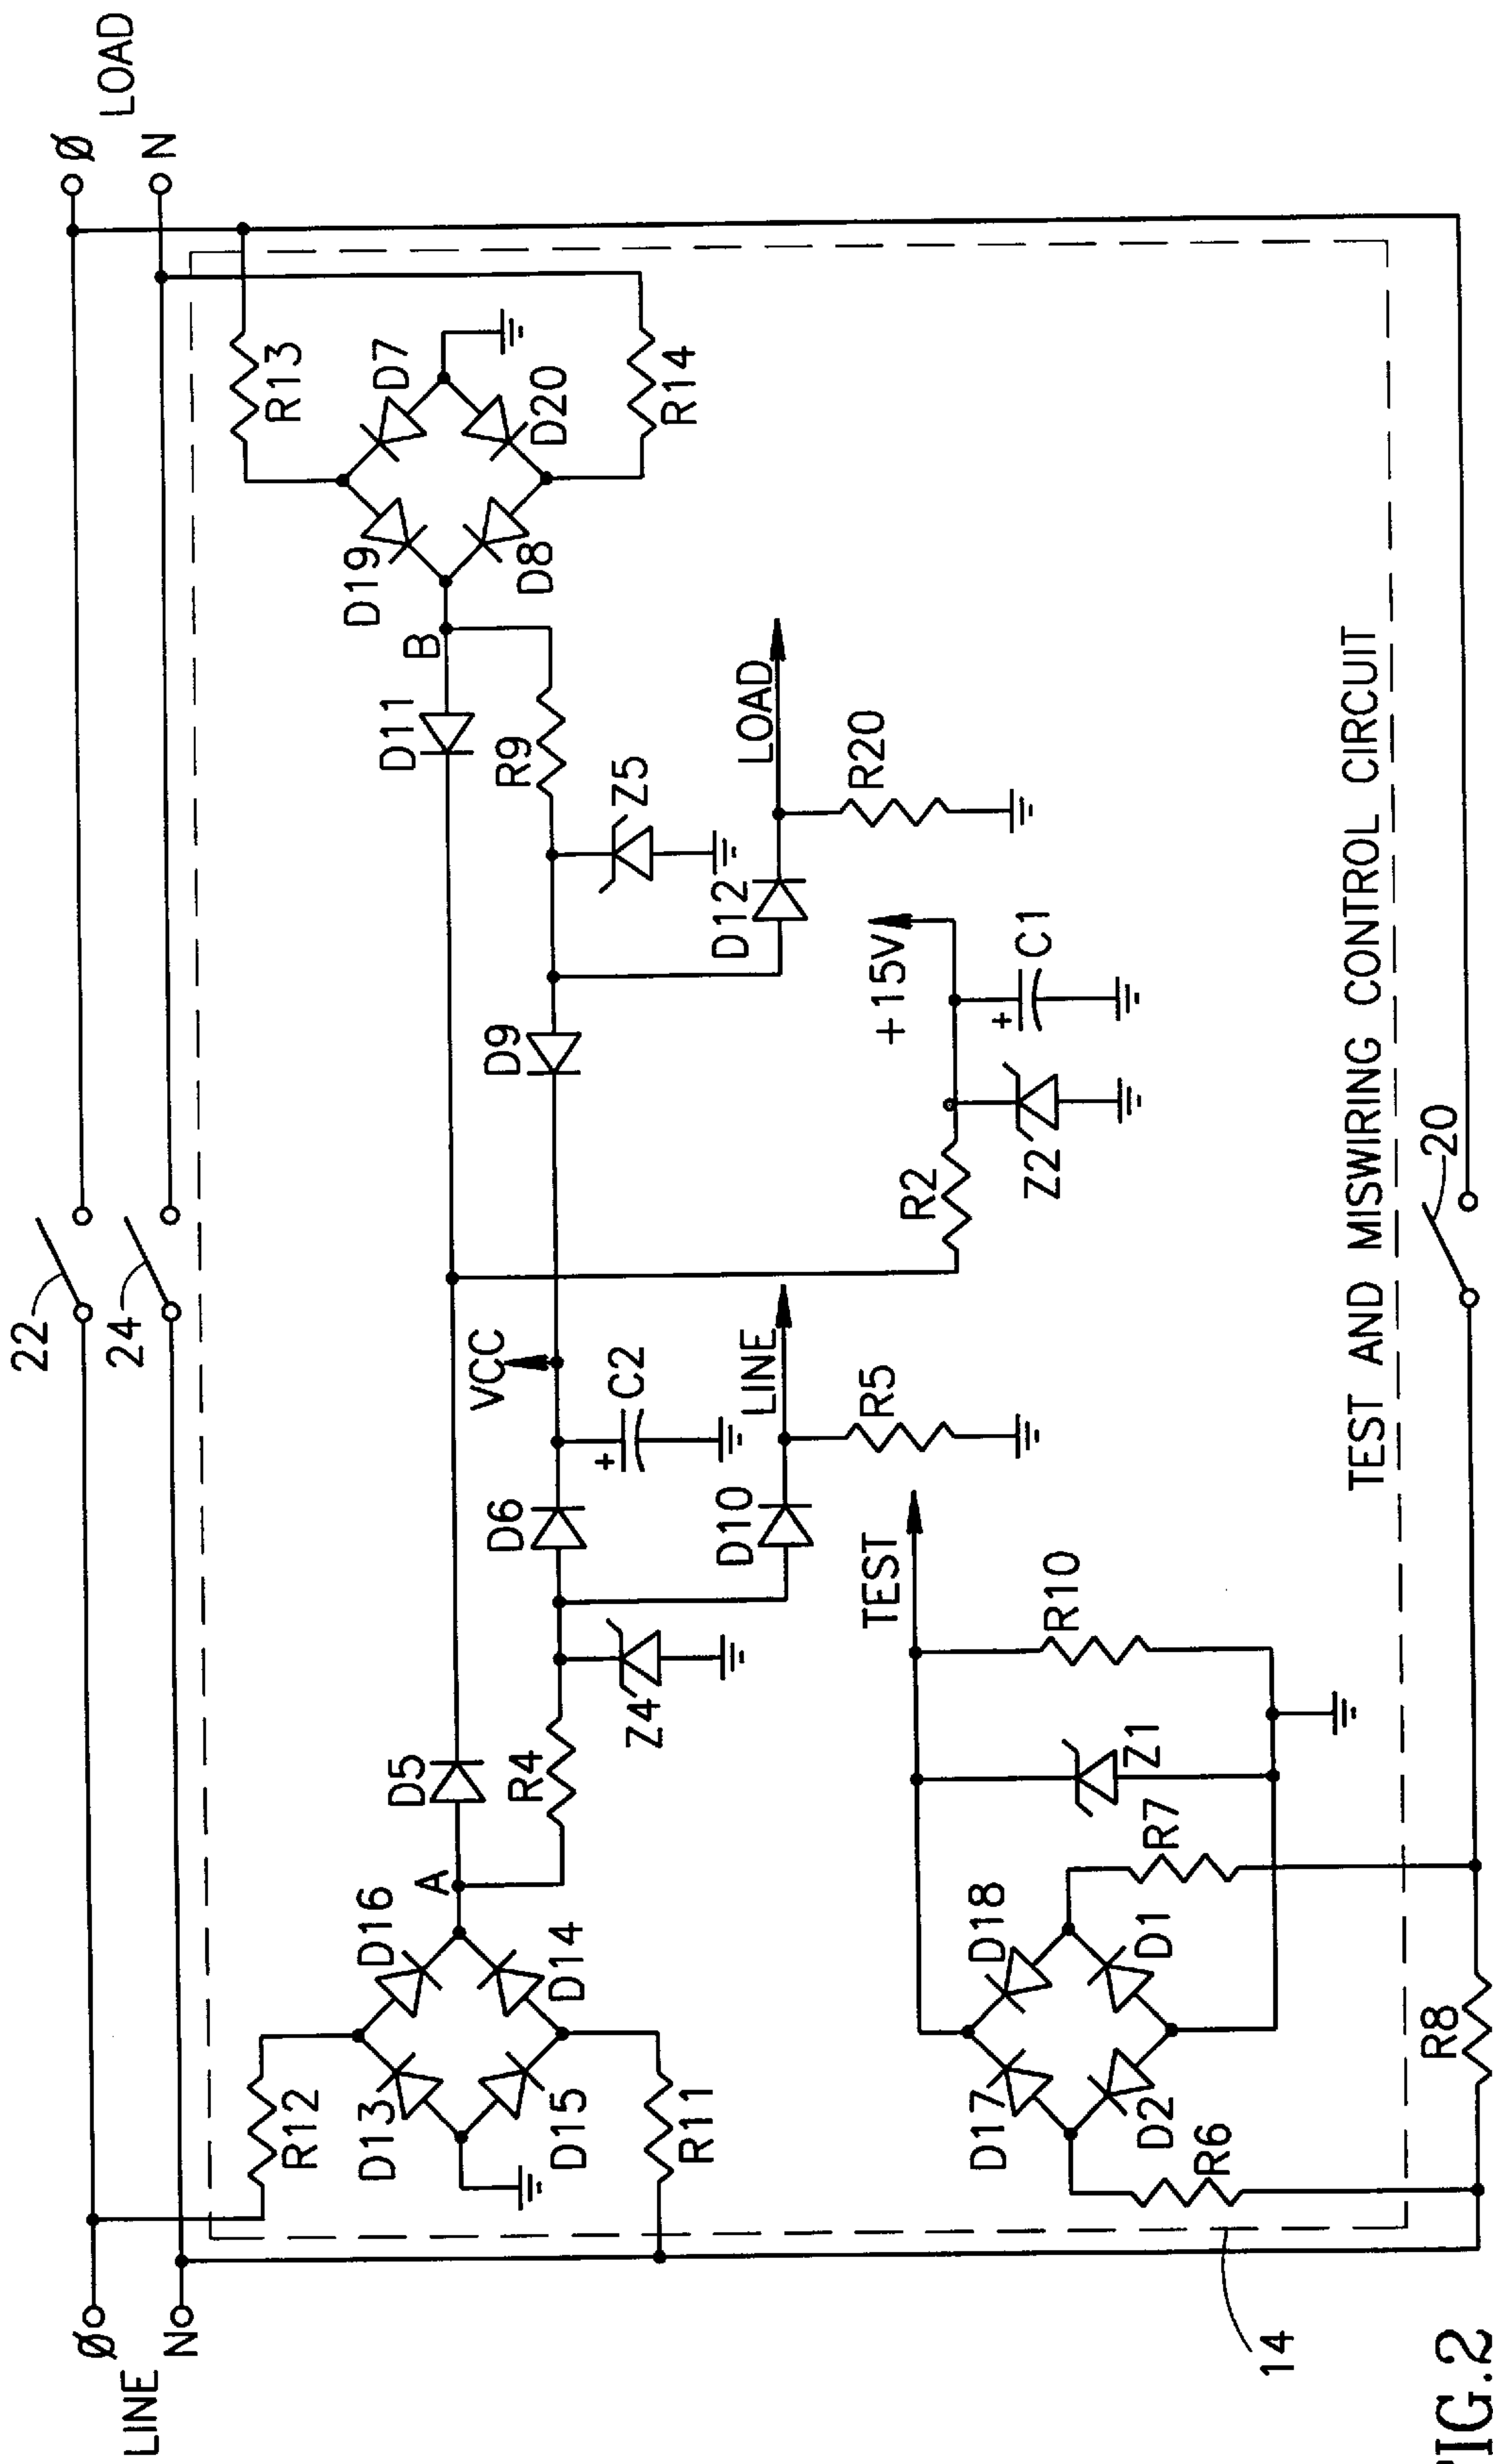 22
24
Ø
LOAD
N
Ø
LINE
N
R12
D16
D13
D14
D15
R11
A
D5
R4
Z4
D6
D10
VCC
C2
+
LINE
R5
D9
D11
B
R9
Z5
D12
LOAD
R20
D19
D7
D8
D20
R13
R14
R2
+15V
Z2
C1
+
TEST
D17
D18
D2
D1
R6
R7
Z1
R10
R8
TEST AND MISWIRING CONTROL CIRCUIT
20
14
FIG.2